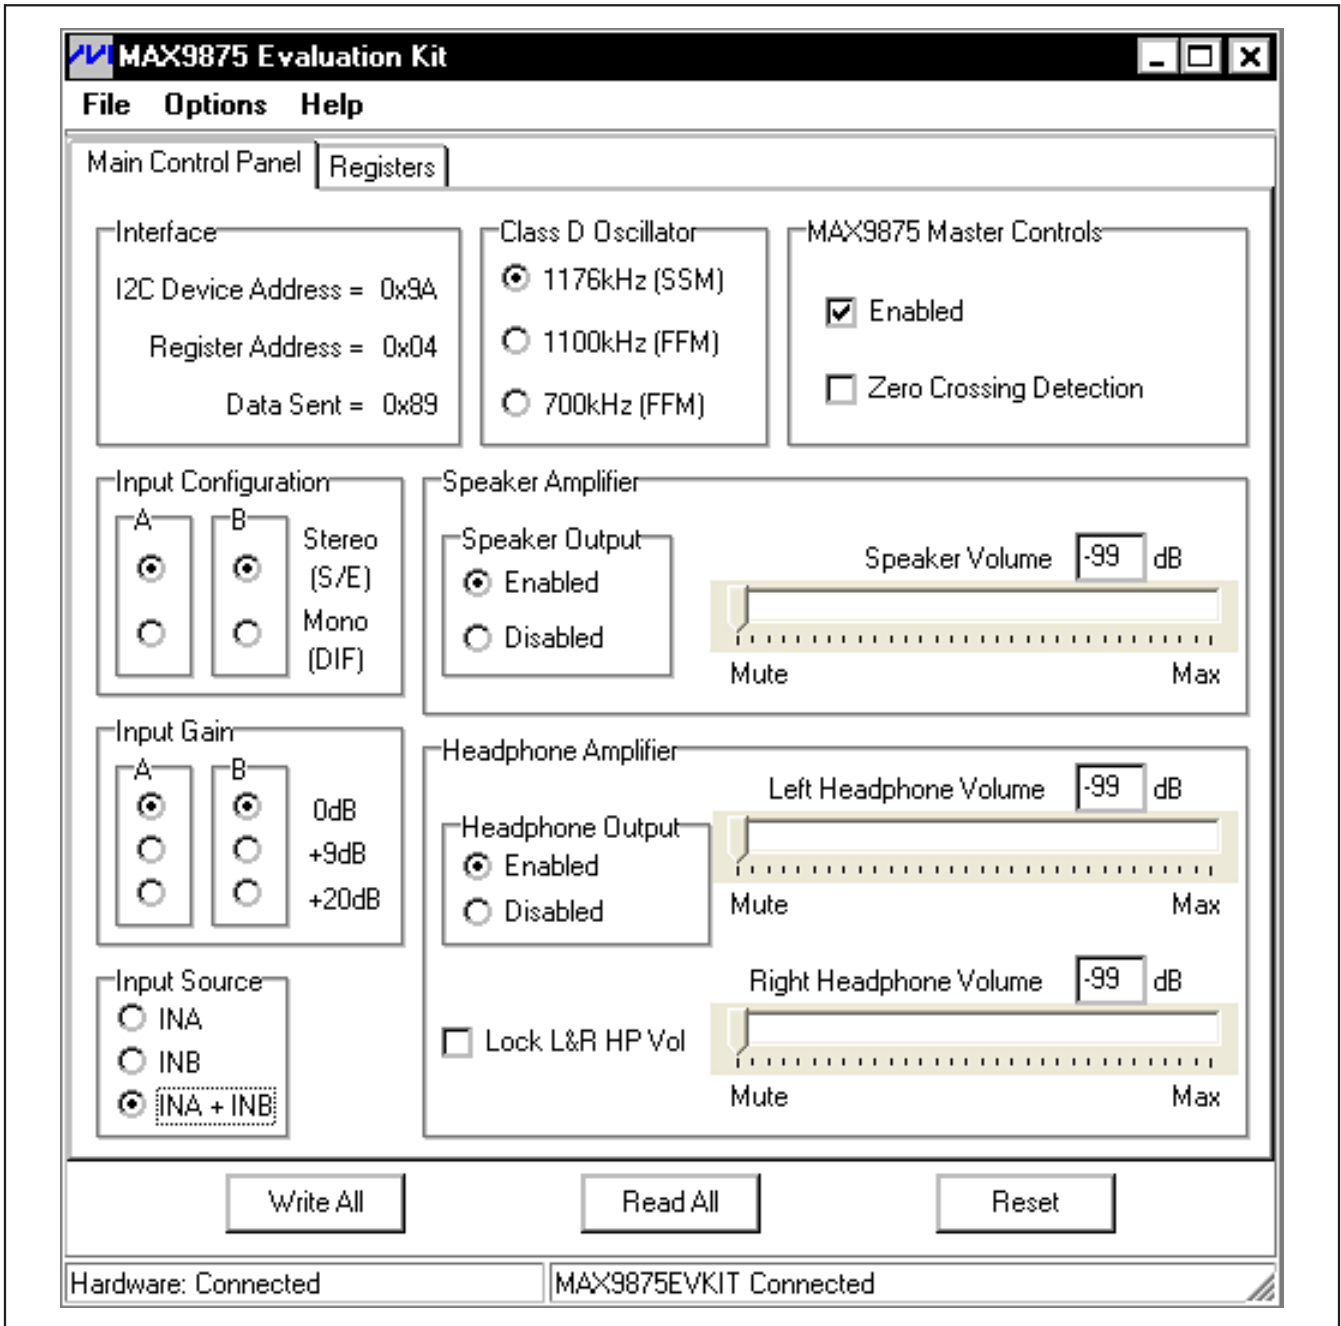 MAX9875 Evaluation Kit
File Options Help
Main Control Panel Registers
Interface
I2C Device Address = 0x9A
Register Address = 0x04
Data Sent = 0x89
Class D Oscillator
1176kHz (SSM)
1100kHz (FFM)
700kHz (FFM)
MAX9875 Master Controls
Enabled
Zero Crossing Detection
Input Configuration
A B
Stereo
(S/E)
Mono
(DIF)
Speaker Amplifier
Speaker Output
Enabled
Disabled
Speaker Volume -99 dB
Mute Max
Input Gain
A B
0dB
+9dB
+20dB
Headphone Amplifier
Headphone Output
Enabled
Disabled
Left Headphone Volume -99 dB
Mute Max
Right Headphone Volume -99 dB
Lock L&R HP Vol
Mute Max
Input Source
INA
INB
INA + INB
Write All Read All Reset
Hardware: Connected MAX9875EVKIT Connected